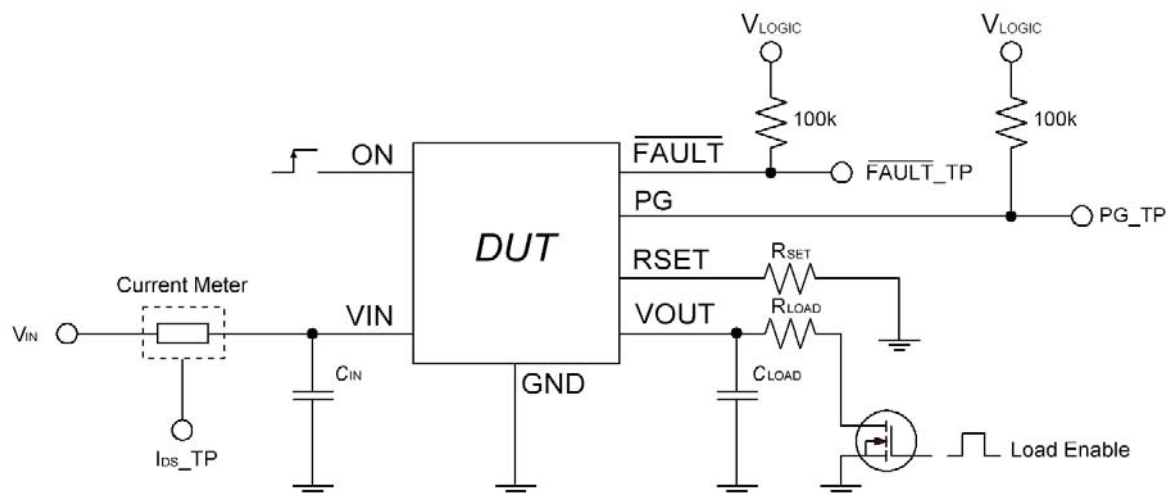 VLOGIC VLOGIC
100k 100k
ON FAULT
FAULT_TP
PG PG_TP
DUT
RSET RSET
Current Meter
VIN VIN VOUT RLOAD
CIN GND CLOAD
IDS_TP
Load Enable